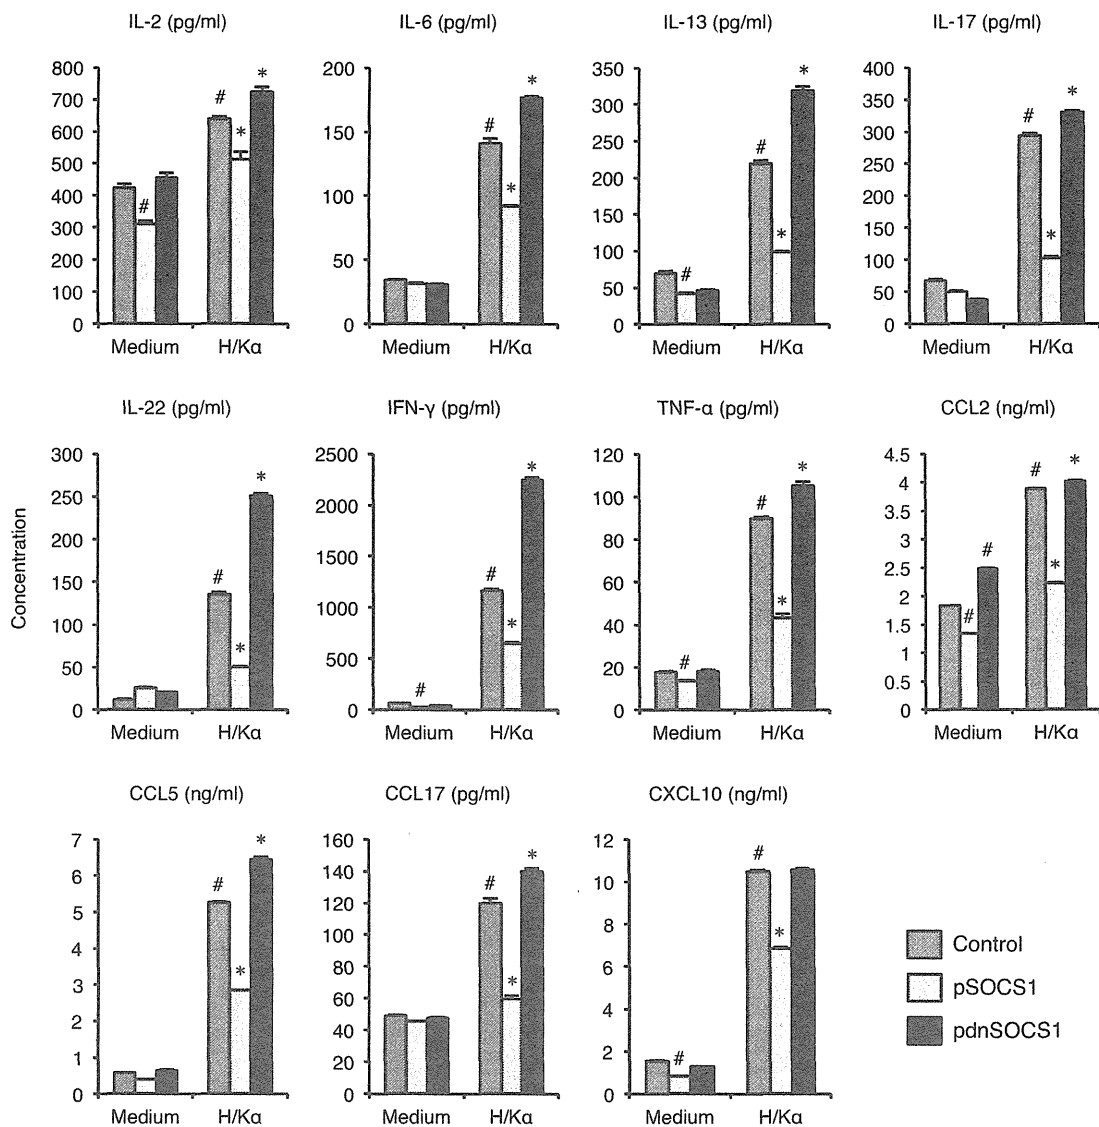 IL-2 (pg/ml) IL-6 (pg/ml) IL-13 (pg/ml) IL-17 (pg/ml)
800
700
600
500
400
300
200
100
0
# # * *
Medium H/Kα
200
150
100
50
0
# * *
Medium H/Kα
350
300
250
200
150
100
50
0
# # * *
Medium H/Kα
400
350
300
250
200
150
100
50
0
# * *
Medium H/Kα
IL-22 (pg/ml) IFN-γ (pg/ml) TNF-α (pg/ml) CCL2 (ng/ml)
Concentration
300
250
200
150
100
50
0
# * *
Medium H/Kα
2500
2000
1500
1000
500
0
# # * *
Medium H/Kα
120
100
80
60
40
20
0
# # * *
Medium H/Kα
4.5
4
3.5
3
2.5
2
1.5
1
0.5
0
# # # * *
Medium H/Kα
CCL5 (ng/ml) CCL17 (pg/ml) CXCL10 (ng/ml)
7
6
5
4
3
2
1
0
# * *
Medium H/Kα
160
140
120
100
80
60
40
20
0
# * *
Medium H/Kα
12
10
8
6
4
2
0
# # *
Medium H/Kα
Control
pSOCS1
pdnSOCS1